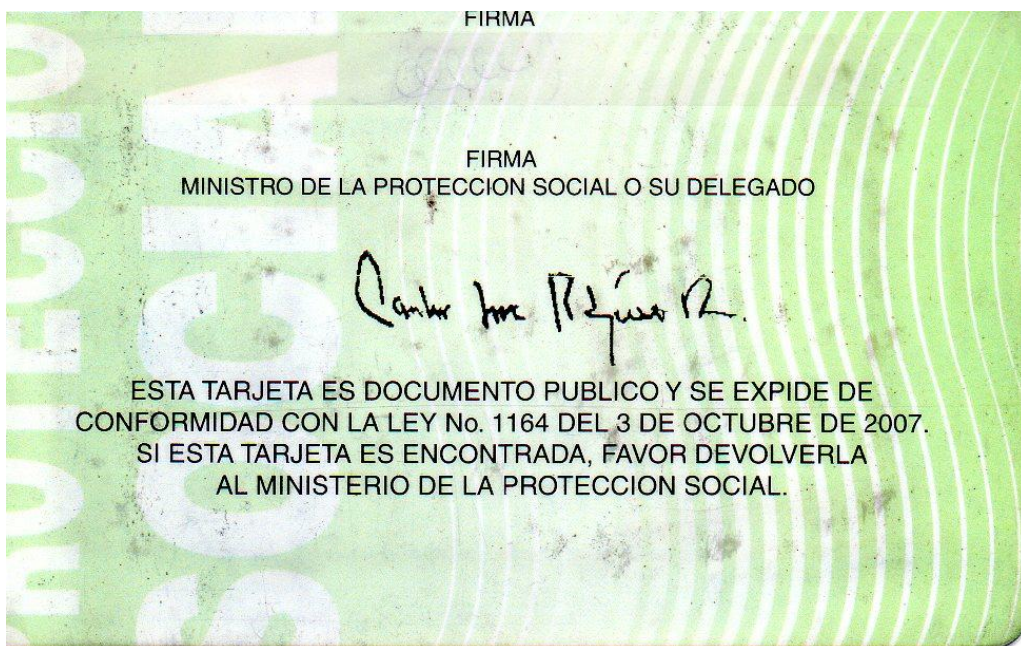 FIRMA
FIRMA
MINISTRO DE LA PROTECCION SOCIAL O SU DELEGADO
ESTA TARJETA ES DOCUMENTO PUBLICO Y SE EXPIDE DE
CONFORMIDAD CON LA LEY No. 1164 DEL 3 DE OCTUBRE DE 2007.
SI ESTA TARJETA ES ENCONTRADA, FAVOR DEVOLVERLA
AL MINISTERIO DE LA PROTECCION SOCIAL.